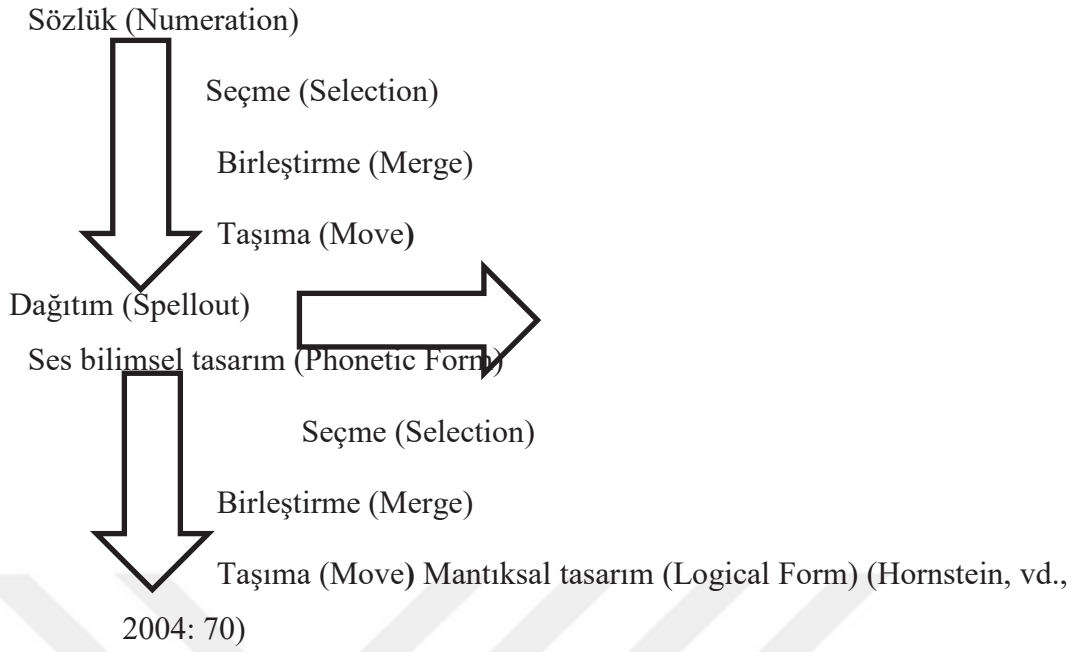 Sözlük (Numeration)
Seçme (Selection)
Birleştirme (Merge)
Taşıma (Move)
Dağıtım (Spellout)
Ses bilimsel tasarım (Phonetic Form)
Seçme (Selection)
Birleştirme (Merge)
Taşıma (Move) Mantıksal tasarım (Logical Form) (Hornstein, vd.,
2004: 70)